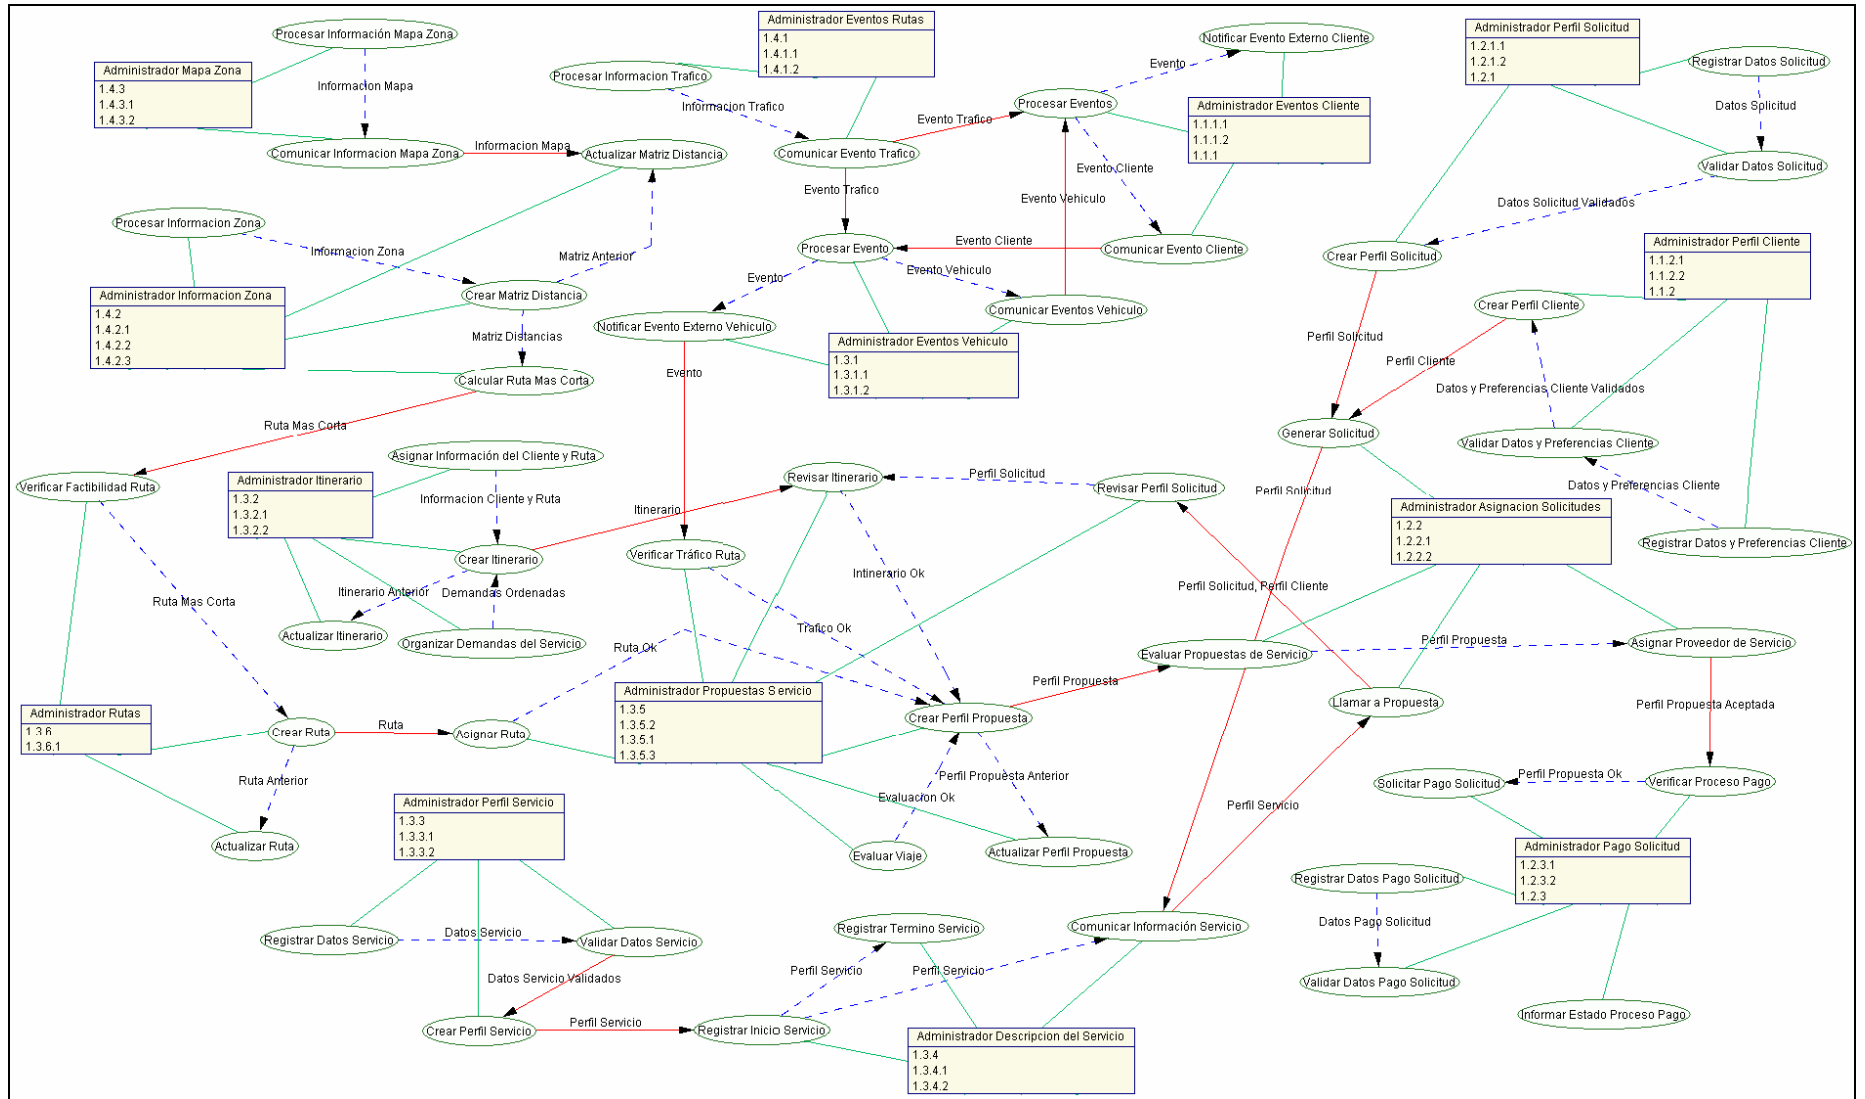 Procesar Información Mapa Zona
Administrador Mapa Zona
1.4.3
1.4.3.1
1.4.3.2
Informacion Mapa
Comunicar Informacion Mapa Zona
Informacion Mapa
Actualizar Matriz Distancia
Administrador Eventos Rutas
1.4.1
1.4.1.1
1.4.1.2
Procesar Informacion Trafico
Informacion Trafico
Comunicar Evento Trafico
Evento Trafico
Evento Trafico
Procesar Eventos
Evento
Notificar Evento Externo Cliente
Administrador Eventos Cliente
1.1.1.1
1.1.1.2
1.1.1
Evento Cliente
Evento Vehiculo
Comunicar Evento Cliente
Evento Cliente
Procesar Evento
Evento
Evento Vehiculo
Comunicar Eventos Vehiculo
Notificar Evento Externo Vehiculo
Administrador Eventos Vehiculo
1.3.1
1.3.1.1
1.3.1.2
Evento
Administrador Perfil Solicitud
1.2.1.1
1.2.1.2
1.2.1
Registrar Datos Solicitud
Datos Solicitud
Validar Datos Solicitud
Datos Solicitud Validados
Crear Perfil Solicitud
Administrador Perfil Cliente
1.1.2.1
1.1.2.2
1.1.2
Crear Perfil Cliente
Perfil Solicitud
Perfil Cliente
Datos y Preferencias Cliente Validados
Generar Solicitud
Validar Datos y Preferencias Cliente
Datos y Preferencias Cliente
Registrar Datos y Preferencias Cliente
Procesar Informacion Zona
Informacion Zona
Matriz Anterior
Administrador Informacion Zona
1.4.2
1.4.2.1
1.4.2.2
1.4.2.3
Crear Matriz Distancia
Matriz Distancias
Calcular Ruta Mas Corta
Ruta Mas Corta
Verificar Factibilidad Ruta
Administrador Itinerario
1.3.2
1.3.2.1
1.3.2.2
Asignar Información del Cliente y Ruta
Informacion Cliente y Ruta
Crear Itinerario
Itinerario
Itinerario Anterior
Demandas Ordenadas
Actualizar Itinerario
Organizar Demandas del Servicio
Revisar Itinerario
Perfil Solicitud
Revisar Perfil Solicitud
Perfil Solicitud
Verificar Tráfico Ruta
Intinerario Ok
Trafico Ok
Ruta Ok
Perfil Solicitud, Perfil Cliente
Administrador Asignacion Solicitudes
1.2.2
1.2.2.1
1.2.2.2
Evaluar Propuestas de Servicio
Perfil Propuesta
Asignar Proveedor de Servicio
Llamar a Propuesta
Perfil Propuesta Aceptada
Ruta Mas Corta
Administrador Rutas
1.3.6
1.3.6.1
Crear Ruta
Ruta
Asignar Ruta
Ruta Anterior
Actualizar Ruta
Administrador Propuestas Servicio
1.3.5
1.3.5.2
1.3.5.1
1.3.5.3
Crear Perfil Propuesta
Perfil Propuesta
Perfil Propuesta Anterior
Evaluacion Ok
Evaluar Viaje
Actualizar Perfil Propuesta
Perfil Servicio
Solicitar Pago Solicitud
Perfil Propuesta Ok
Verificar Proceso Pago
Administrador Pago Solicitud
1.2.3.1
1.2.3.2
1.2.3
Registrar Datos Pago Solicitud
Datos Pago Solicitud
Validar Datos Pago Solicitud
Informar Estado Proceso Pago
Administrador Perfil Servicio
1.3.3
1.3.3.1
1.3.3.2
Registrar Datos Servicio
Datos Servicio
Validar Datos Servicio
Datos Servicio Validados
Crear Perfil Servicio
Perfil Servicio
Registrar Inicio Servicio
Registrar Termino Servicio
Perfil Servicio
Perfil Servicio
Comunicar Información Servicio
Administrador Descripcion del Servicio
1.3.4
1.3.4.1
1.3.4.2